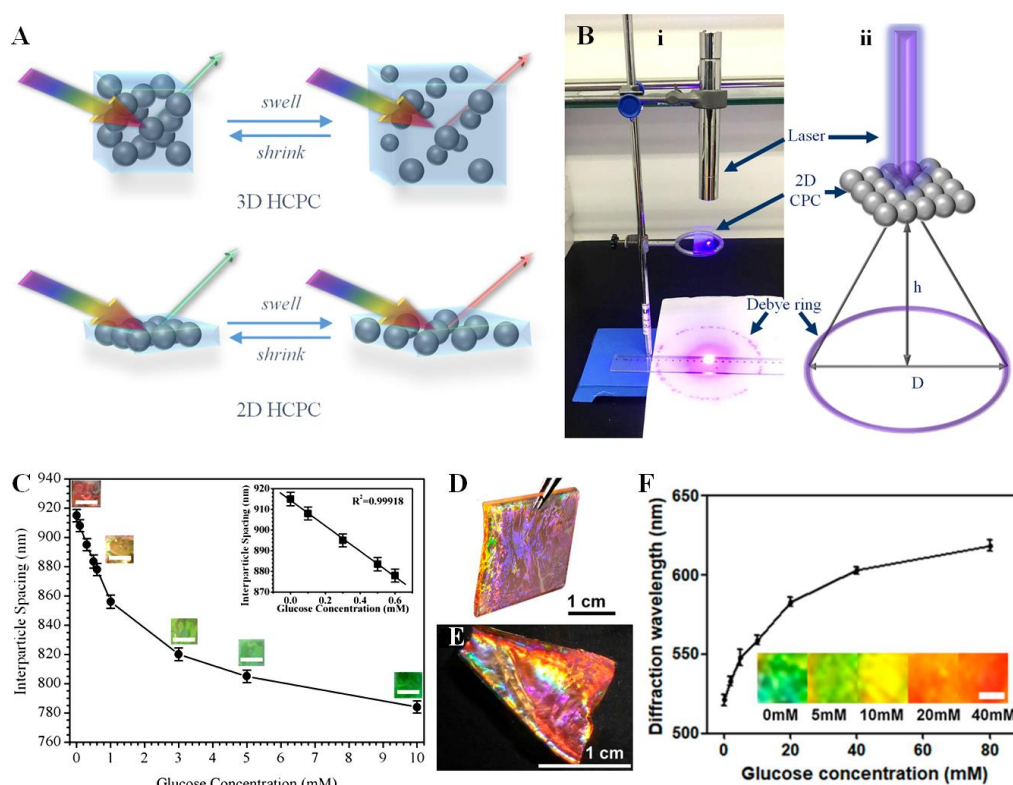 A
swell
shrink
3D HCPC
swell
shrink
2D HCPC
B
i
ii
Laser
2D
CPC
Debye ring
h
D
C
940
920
900
880
860
840
820
800
780
760
0
1
2
3
4
5
6
7
8
9
10
Interparticle Spacing (nm)
Glucose Concentration (mM)
920
910
900
890
880
870
0.0
0.2
0.4
0.6
R²=0.99918
Interparticle Spacing (nm)
Glucose Concentration (mM)
D
1 cm
E
1 cm
F
650
600
550
500
Diffraction wavelength (nm)
0mM 5mM 10mM 20mM 40mM
0 20 40 60 80
Glucose concentration (mM)